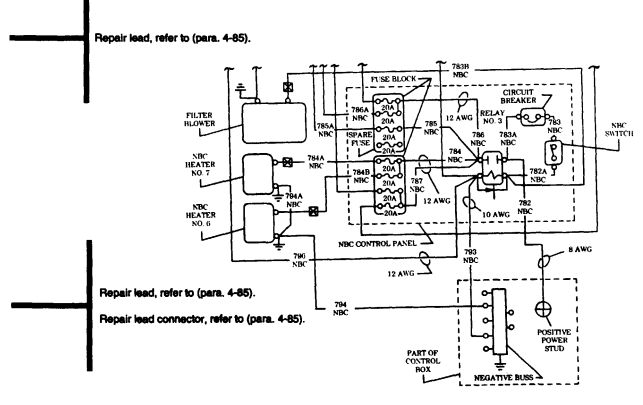 Repair lead, refer to (para. 4-85).
783B
NBC
FUSE BLOCK
CIRCUIT
BREAKER
FILTER
BLOWER
786A
NBC
20A
12 AWG
RELAY
NO. 3
NBC
SWITCH
785A
NBC
20A
785
NBC
786
NBC
783A
NBC
783
NBC
SPARE
FUSE
20A
20A
NBC
HEATER
NO. 7
784A
NBC
20A
784
NBC
784B
NBC
20A
787
NBC
782A
NBC
794A
NBC
20A
12 AWG
782
NBC
NBC
HEATER
NO. 6
20A
10 AWG
NBC CONTROL PANEL
796
NBC
12 AWG
793
NBC
8 AWG
Repair lead, refer to (para. 4-85).
Repair lead connector, refer to (para. 4-85).
794
NBC
POSITIVE
POWER
STUD
PART OF
CONTROL
BOX
NEGATIVE BUSS